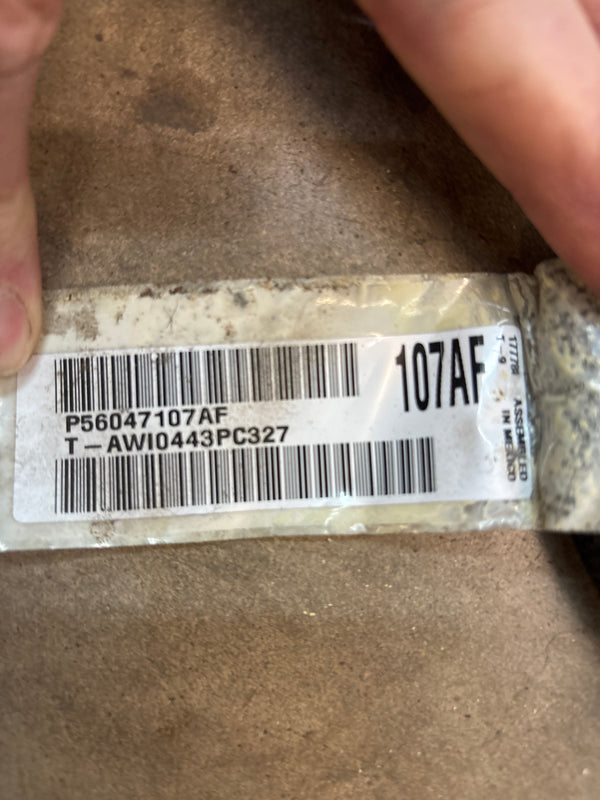 P56047107AF
T-AWI0443PC327
107AF
ASSEMBLED
IN MEXICO